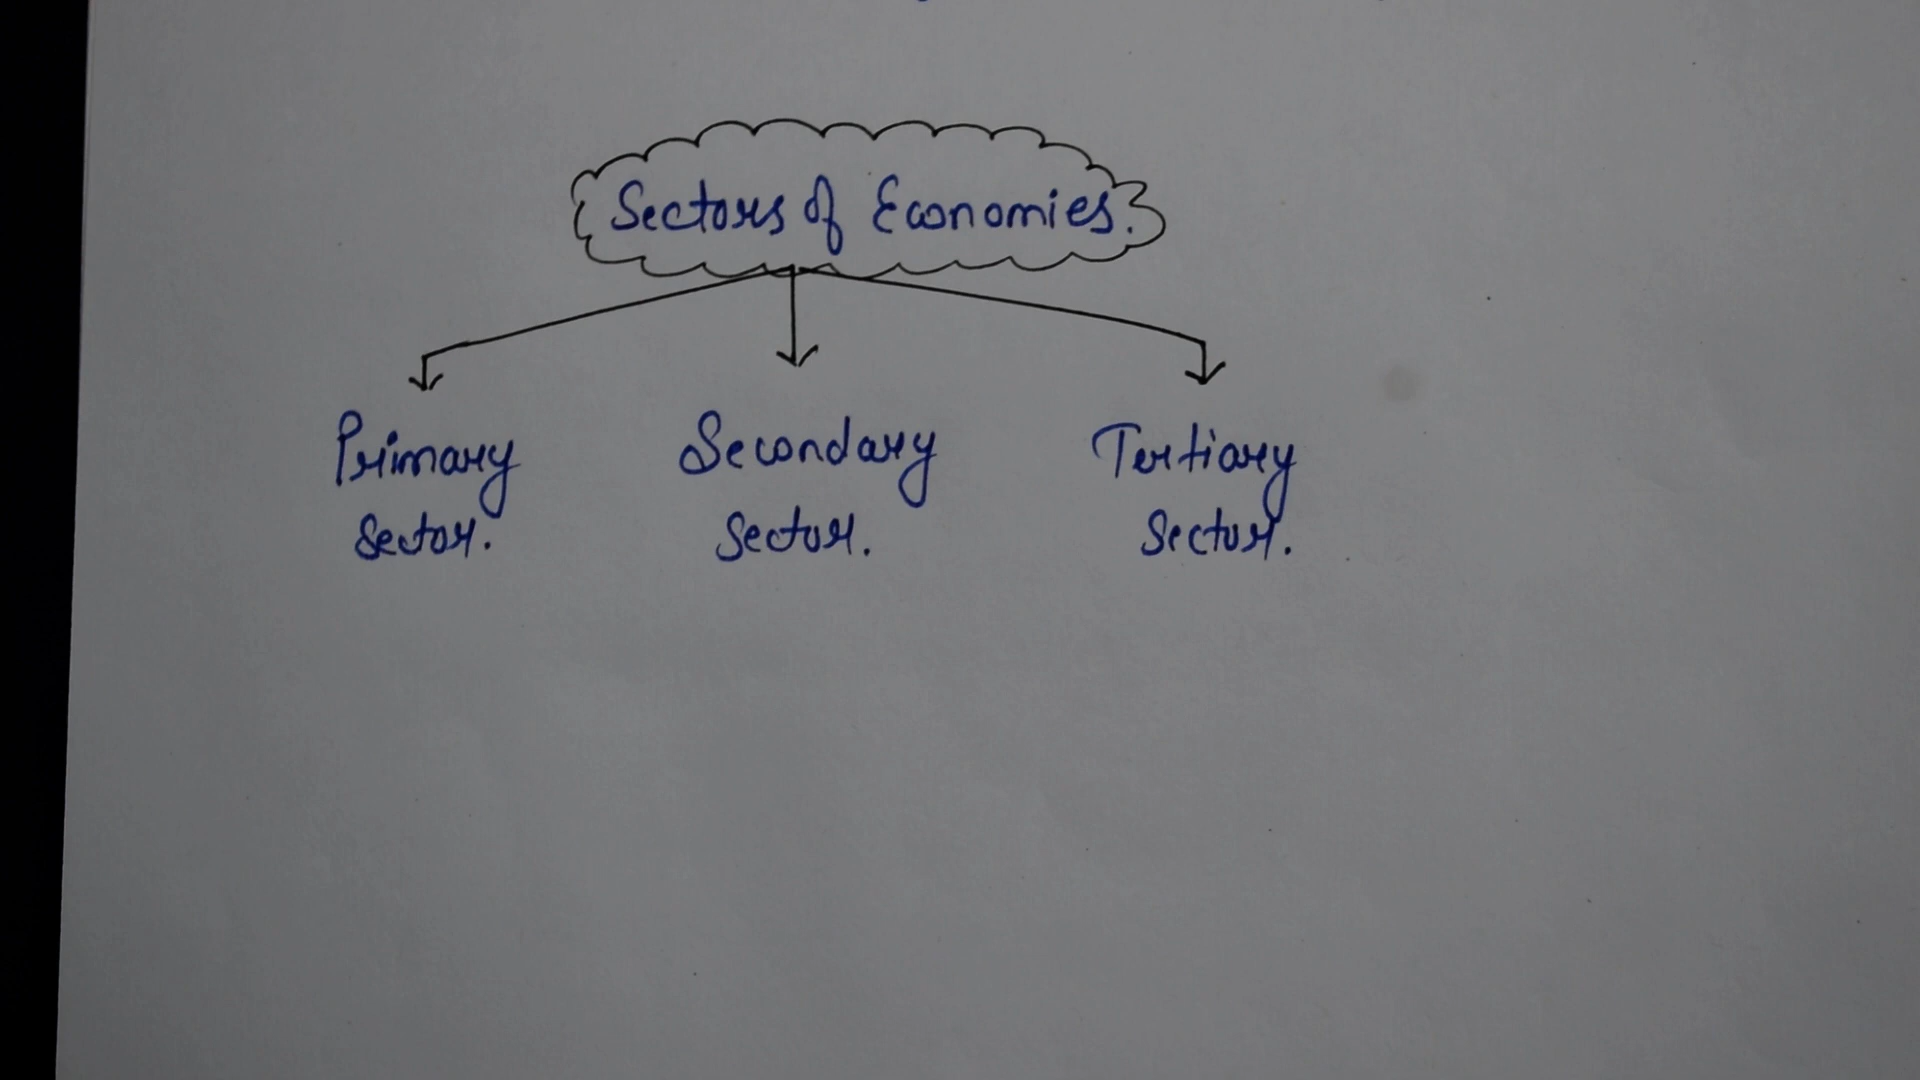 Sectors of Economies.
Primary Secondary Tertiary
Sector. Sector. Sector.